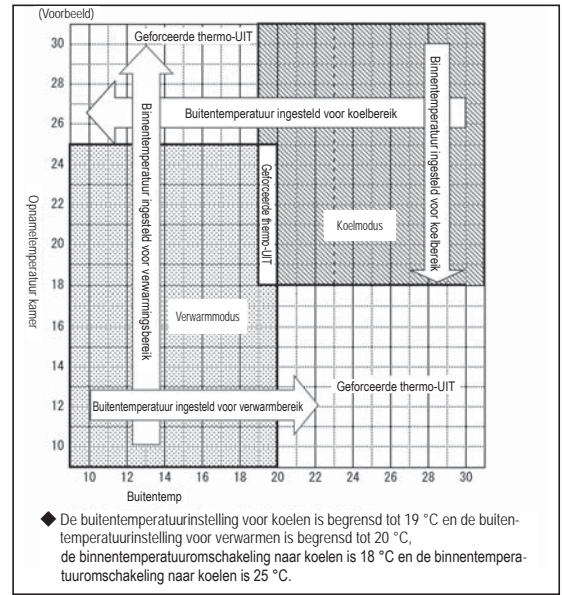 (Voorbeeld)
Geforceerde thermo-UIT
30
28
26
24
22
20
18
16
14
12
10
Opnametemperatuur kamer
Buitentemperatuur ingesteld voor koelbereik
Binnentemperatuur ingesteld voor verwarmingsbereik
Binnentemperatuur ingesteld voor koelbereik
Geforceerde thermo-UIT
Koelmodus
Verwarmmodus
Geforceerde thermo-UIT
Buitentemperatuur ingesteld voor verwarmbereik
10 12 14 16 18 20 22 24 26 28 30
Buitentemp
◆ De buitentemperatuurinstelling voor koelen is begrensd tot 19 °C en de buiten-
temperatuurinstelling voor verwarmen is begrensd tot 20 °C,
de binnentemperatuuromschakeling naar koelen is 18 °C en de binnentempera-
tuuromschakeling naar koelen is 25 °C.